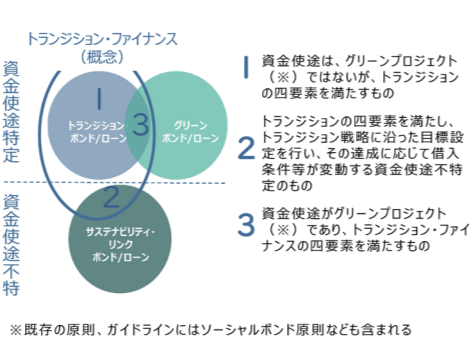 トランジション・ファイナンス
（概念）
資金使途特定
1
トランジション
ボンド/ローン
3
グリーン
ボンド/ローン
2
資金使途不特
サステナビリティ・
リンク
ボンド/ローン
1
資金使途は、グリーンプロジェクト
（※）ではないが、トランジション
の四要素を満たすもの
2
トランジションの四要素を満たし、
トランジション戦略に沿った目標設
定を行い、その達成に応じて借入
条件等が変動する資金使途不特
定のもの
3
資金使途がグリーンプロジェクト
（※）であり、トランジション・ファイ
ナンスの四要素を満たすもの
※既存の原則、ガイドラインにはソーシャルボンド原則なども含まれる